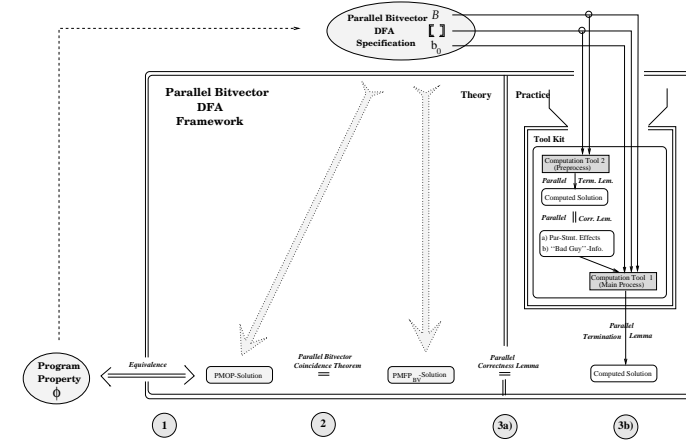 Parallel Bitvector B
DFA [ ]
Specification b0
Parallel Bitvector
DFA
Framework
Theory
Practice
Tool Kit
Computation Tool 2
(Preprocess)
Parallel Term. Lem.
Computed Solution
Parallel Corr. Lem.
a) Par-Stmt. Effects
b) "Bad Guy"-Info.
Computation Tool 1
(Main Process)
Parallel
Termination Lemma
Program
Property
ϕ
Equivalence
PMOP-Solution
Parallel Bitvector
Coincidence Theorem
=
PMFP BV -Solution
Parallel
Correctness Lemma
=
Computed Solution
1
2
3a)
3b)